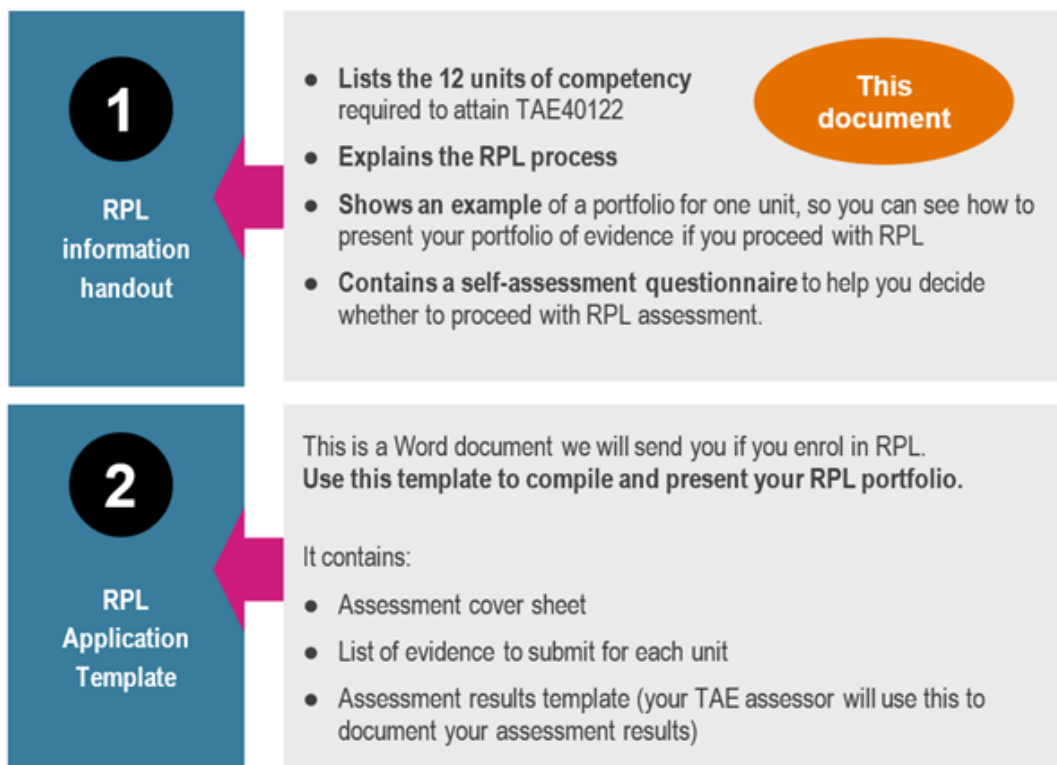 1
RPL
information
handout
● Lists the 12 units of competency
required to attain TAE40122
This
document
● Explains the RPL process
● Shows an example of a portfolio for one unit, so you can see how to
present your portfolio of evidence if you proceed with RPL
● Contains a self-assessment questionnaire to help you decide
whether to proceed with RPL assessment.
2
RPL
Application
Template
This is a Word document we will send you if you enrol in RPL.
Use this template to compile and present your RPL portfolio.
It contains:
● Assessment cover sheet
● List of evidence to submit for each unit
● Assessment results template (your TAE assessor will use this to
document your assessment results)